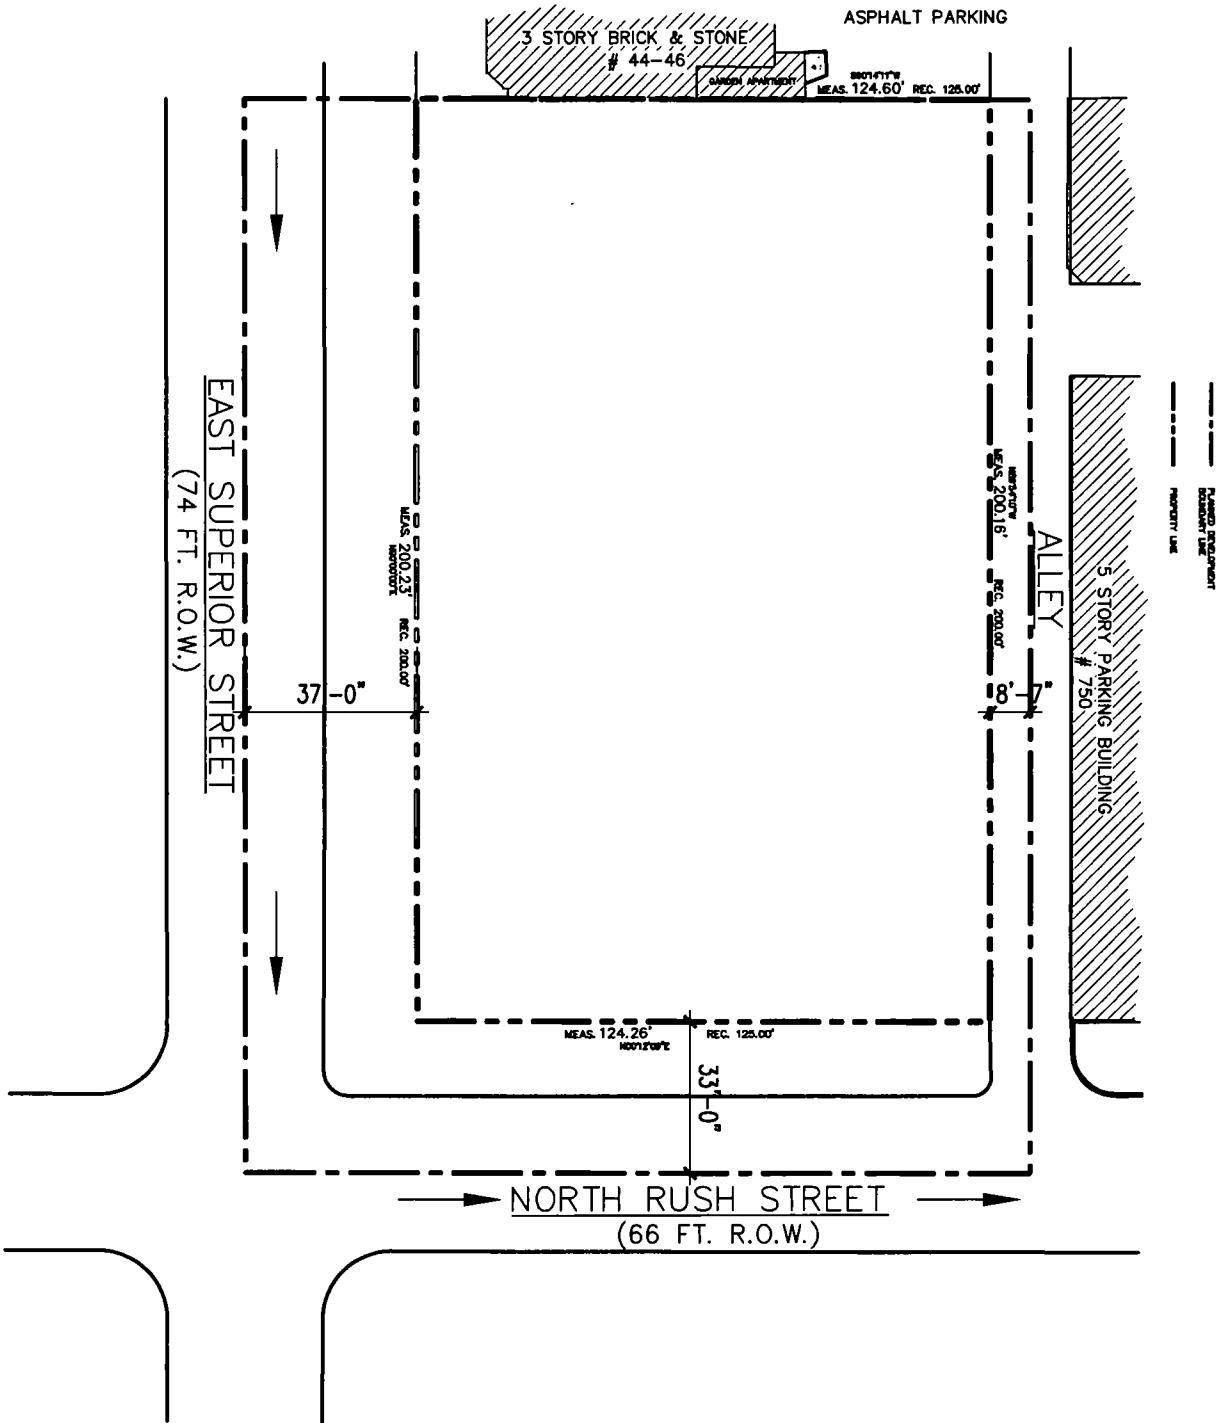 ASPHALT PARKING
3 STORY BRICK & STONE
# 44-46
GARDEN APARTMENT
MEAS. 124.60' REC. 125.00'
PLANNED DEVELOPMENT
BOUNDARY LINE
PROPERTY LINE
EAST SUPERIOR STREET
(74 FT. R.O.W.)
MEAS. 200.23' REC. 200.00'
MEAS. 200.16' REC. 200.00'
ALLEY
5 STORY PARKING BUILDING
# 750
37'-0"
8'-7"
MEAS. 124.26' REC. 125.00'
33'-0"
NORTH RUSH STREET
(66 FT. R.O.W.)